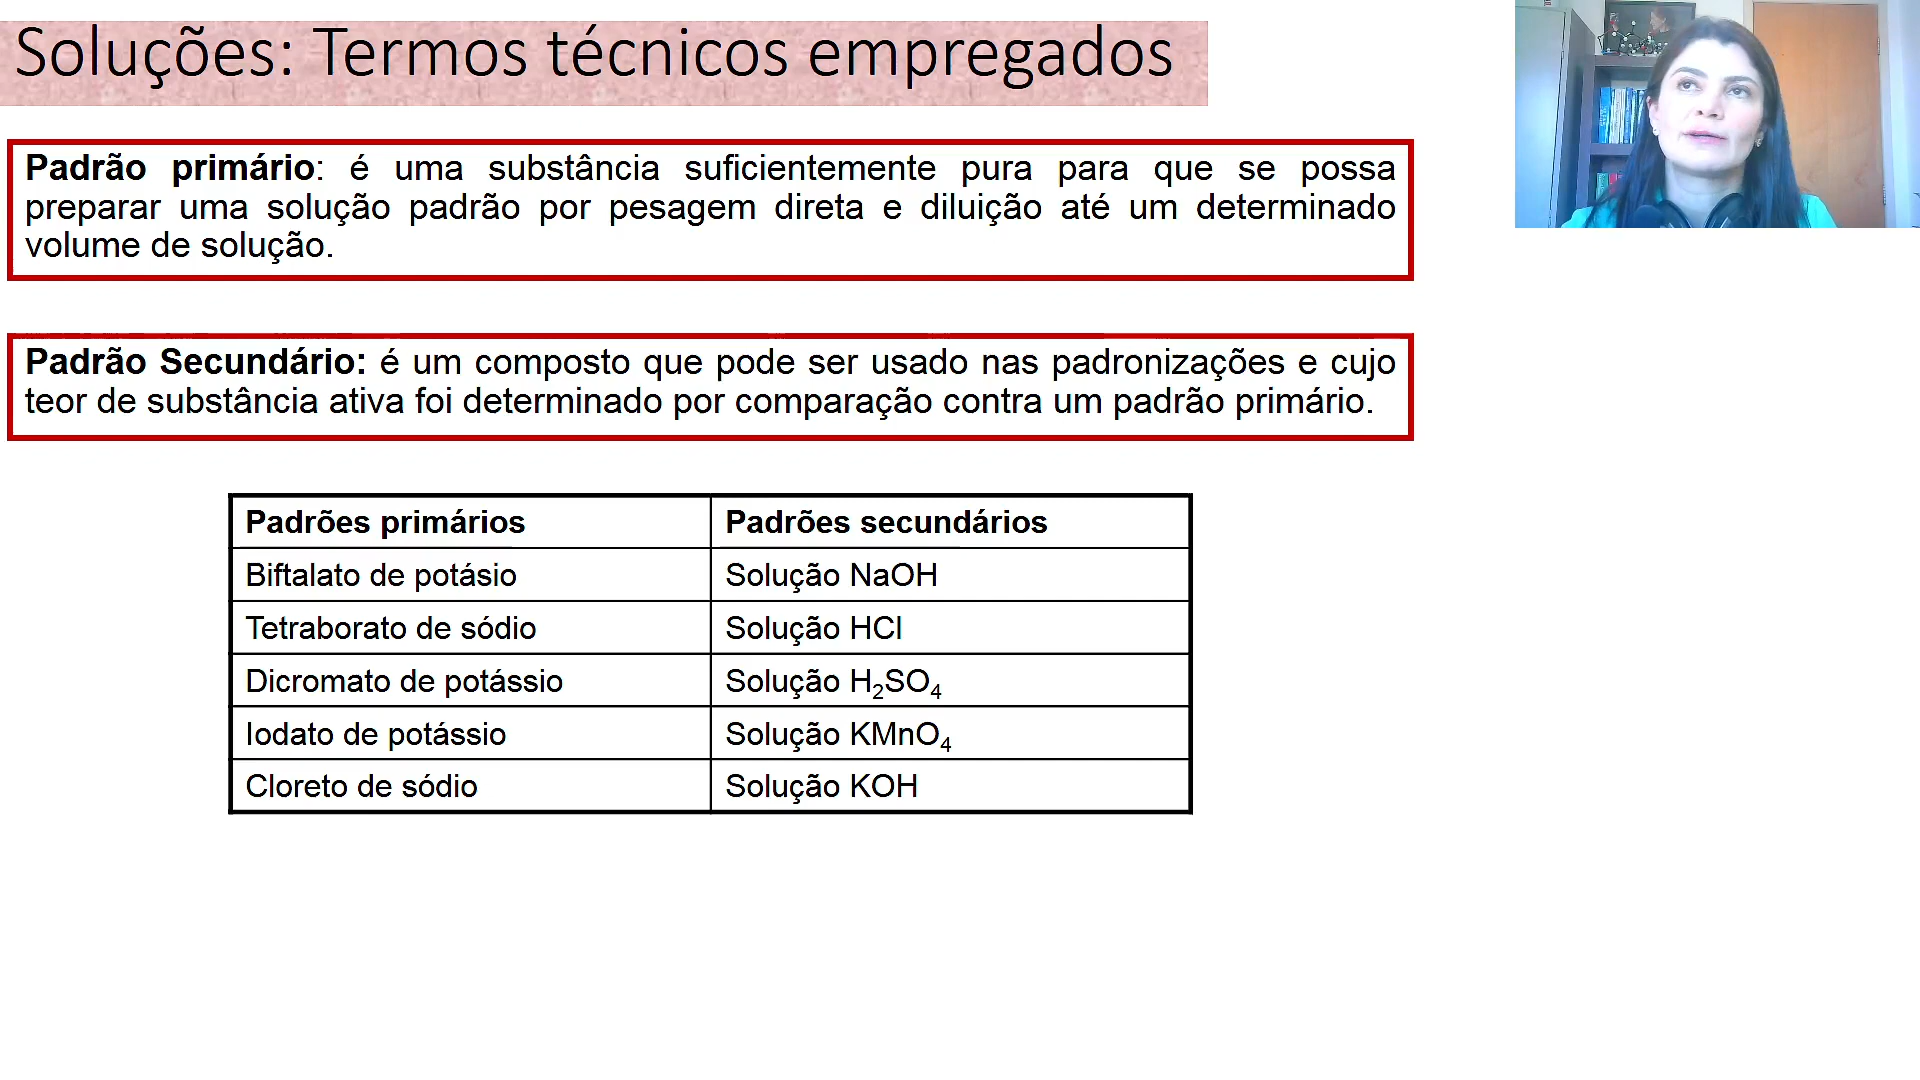 Soluções: Termos técnicos empregados
Padrão primário: é uma substância suficientemente pura para que se possa
preparar uma solução padrão por pesagem direta e diluição até um determinado
volume de solução.
Padrão Secundário: é um composto que pode ser usado nas padronizações e cujo
teor de substância ativa foi determinado por comparação contra um padrão primário.
Padrões primários Padrões secundários
Biftalato de potásio Solução NaOH
Tetraborato de sódio Solução HCl
Dicromato de potássio Solução H₂SO₄
Iodato de potássio Solução KMnO₄
Cloreto de sódio Solução KOH